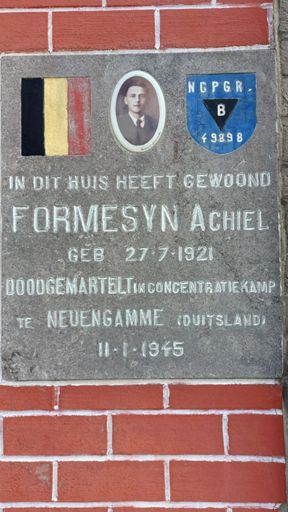 NCPGR.
B
49898
IN DIT HUIS HEEFT GEWOOND
FORMESYN ACHIEL
GEB 27-7-1921
DOODGEMARTELT IN CONCENTRATIEKAMP
TE NEUENGAMME (DUITSLAND)
11-1-1945